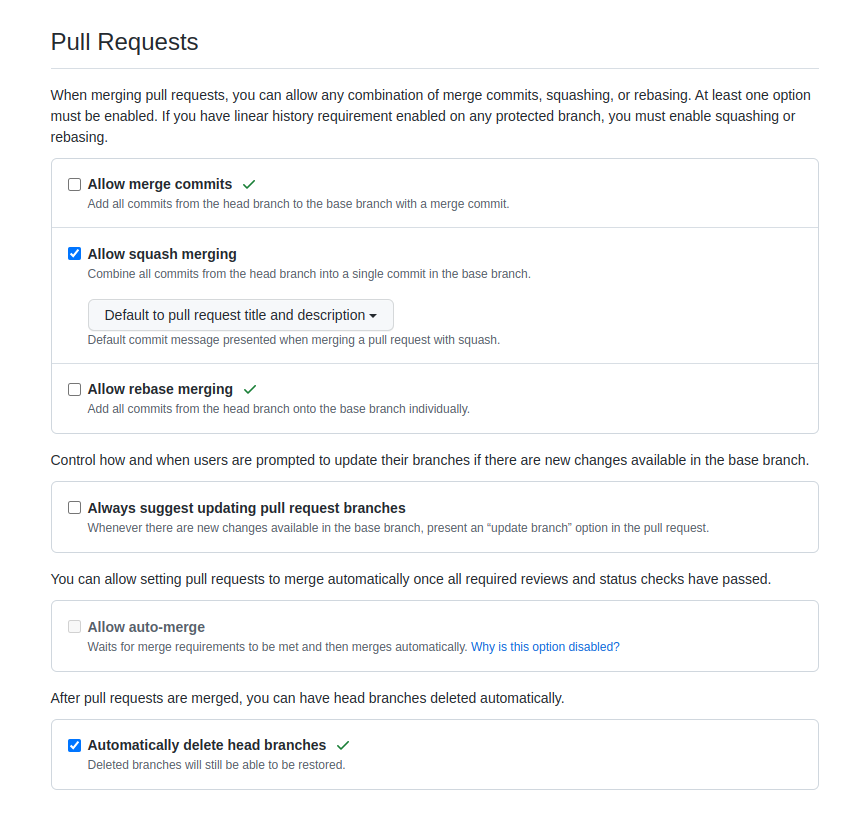 Pull Requests
When merging pull requests, you can allow any combination of merge commits, squashing, or rebasing. At least one option
must be enabled. If you have linear history requirement enabled on any protected branch, you must enable squashing or
rebasing.
Allow merge commits
Add all commits from the head branch to the base branch with a merge commit.
Allow squash merging
Combine all commits from the head branch into a single commit in the base branch.
Default to pull request title and description
Default commit message presented when merging a pull request with squash.
Allow rebase merging
Add all commits from the head branch onto the base branch individually.
Control how and when users are prompted to update their branches if there are new changes available in the base branch.
Always suggest updating pull request branches
Whenever there are new changes available in the base branch, present an “update branch” option in the pull request.
You can allow setting pull requests to merge automatically once all required reviews and status checks have passed.
Allow auto-merge
Waits for merge requirements to be met and then merges automatically. Why is this option disabled?
After pull requests are merged, you can have head branches deleted automatically.
Automatically delete head branches
Deleted branches will still be able to be restored.